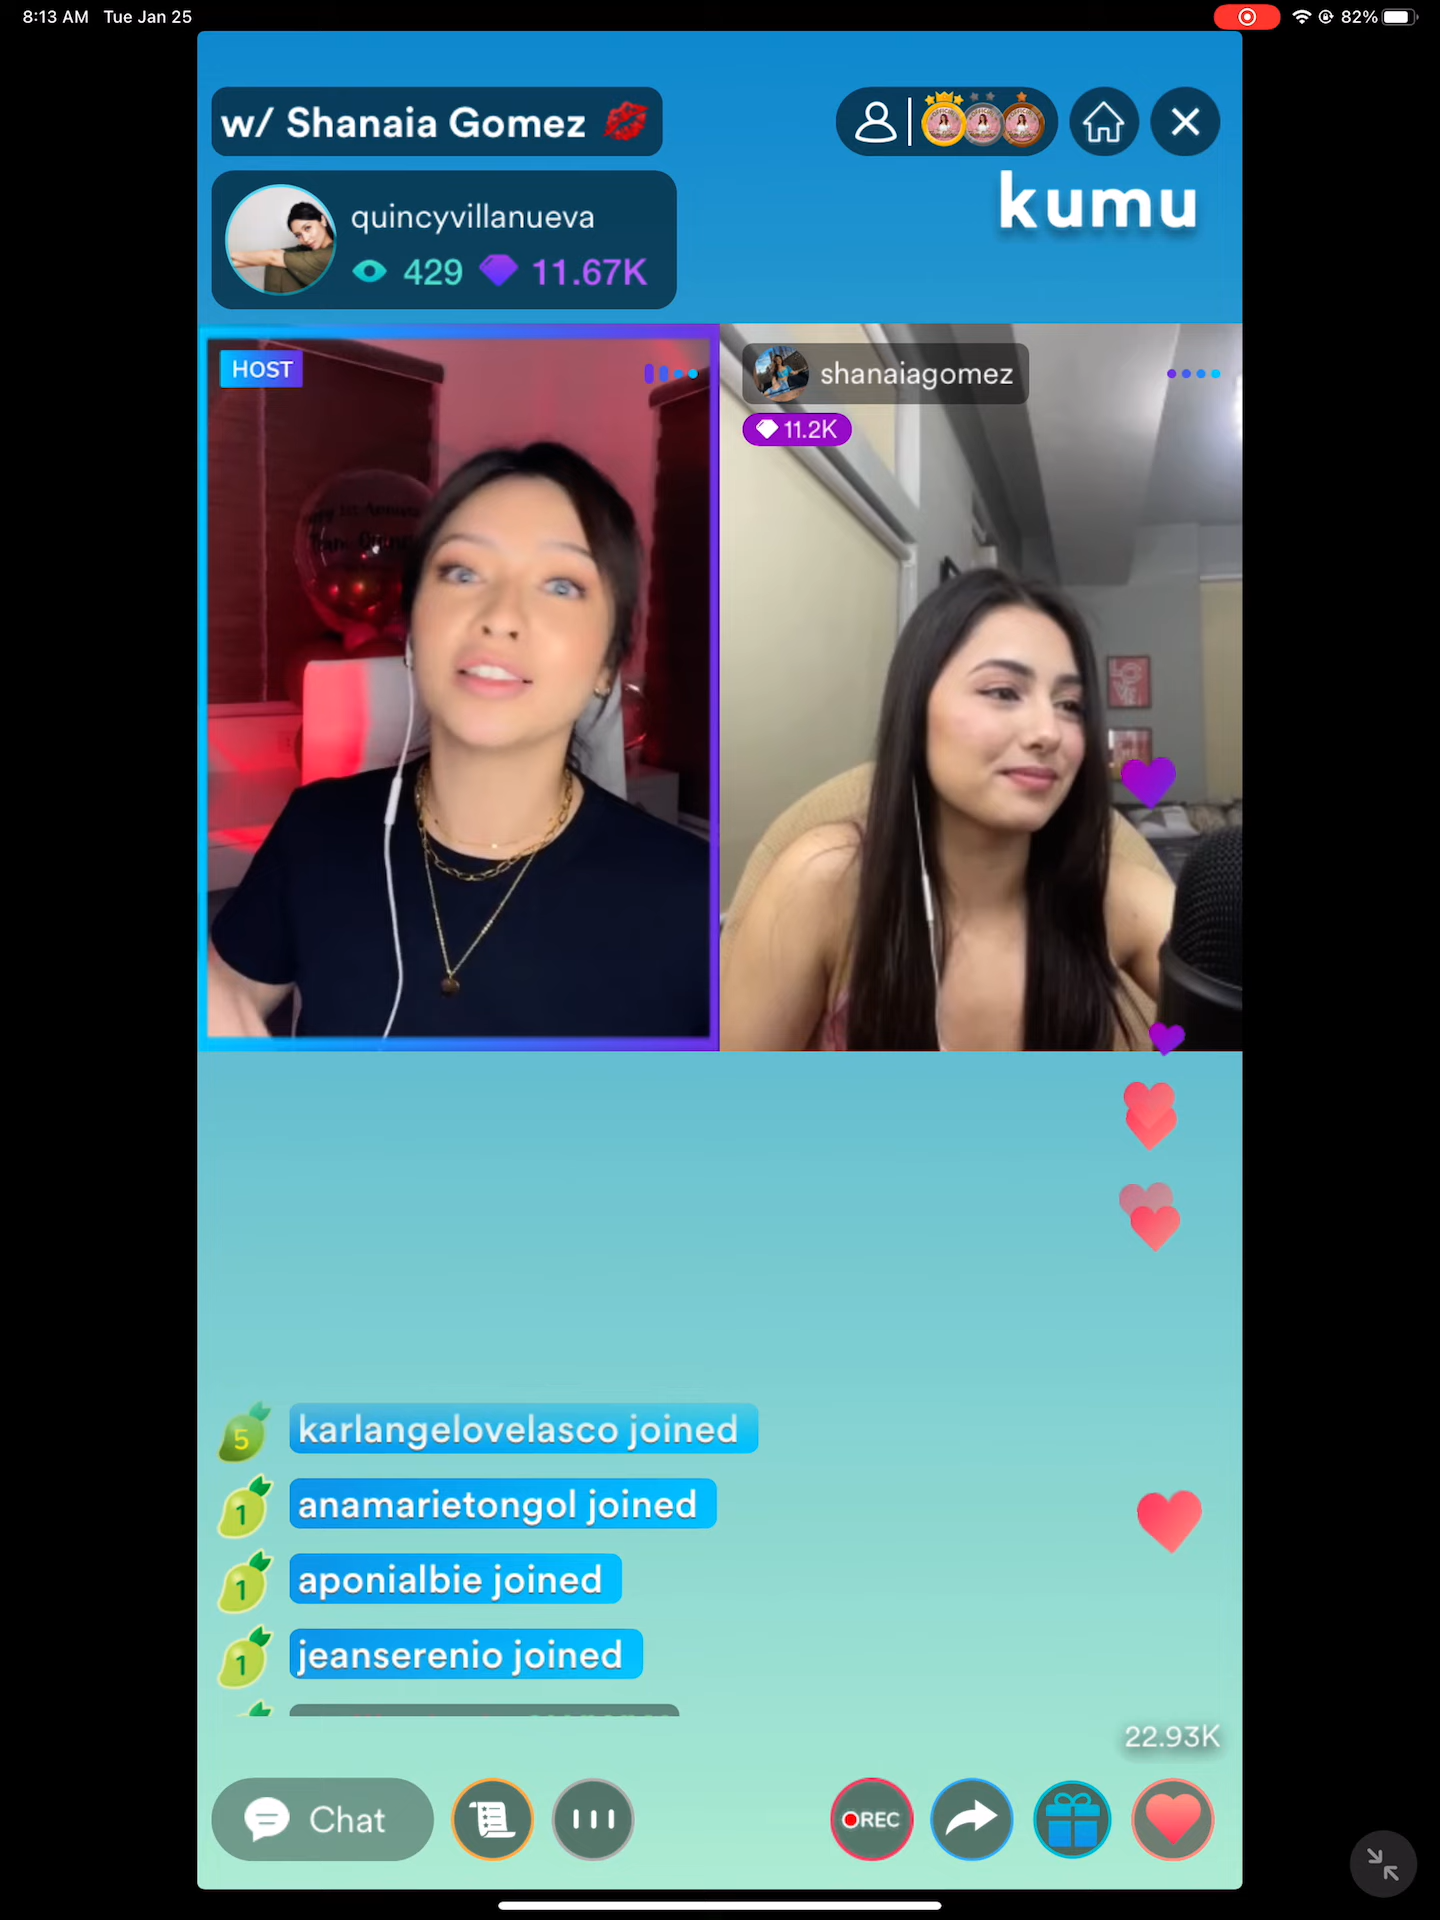 8:13 AM Tue Jan 25
82%
w/ Shanaia Gomez
kumu
quincyvillanueva
429 11.67K
HOST
shanaiagomez
11.2K
LOVE
5 karlangelovelasco joined
1 anamarietongol joined
1 aponialbie joined
1 jeanserenio joined
22.93K
Chat
REC